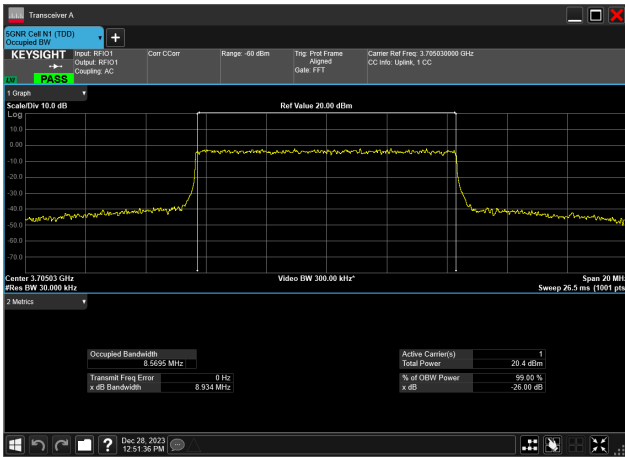 Transceiver A
5GNR Cell N1 (TDD)
Occupied BW
KEYSIGHT
Input: RFIO1
Output: RFIO1
Coupling: AC
Corr CCorr
Range: -60 dBm
Trig: Prot Frame
Aligned
Gate: FFT
Carrier Ref Freq: 3.705030000 GHz
CC Info: Uplink, 1 CC
PASS
1 Graph
Scale/Div 10.0 dB
Ref Value 20.00 dBm
Log
10.0
0.00
-10.0
-20.0
-30.0
-40.0
-50.0
-60.0
-70.0
Center 3.70503 GHz
Video BW 300.00 kHz*
Span 20 MHz
#Res BW 30.000 kHz
Sweep 26.5 ms (1001 pts)
2 Metrics
Occupied Bandwidth
8.5695 MHz
Transmit Freq Error 0 Hz
x dB Bandwidth 8.934 MHz
Active Carrier(s) 1
Total Power 20.4 dBm
% of OBW Power 99.00 %
x dB -26.00 dB
Dec 28, 2023
12:51:36 PM